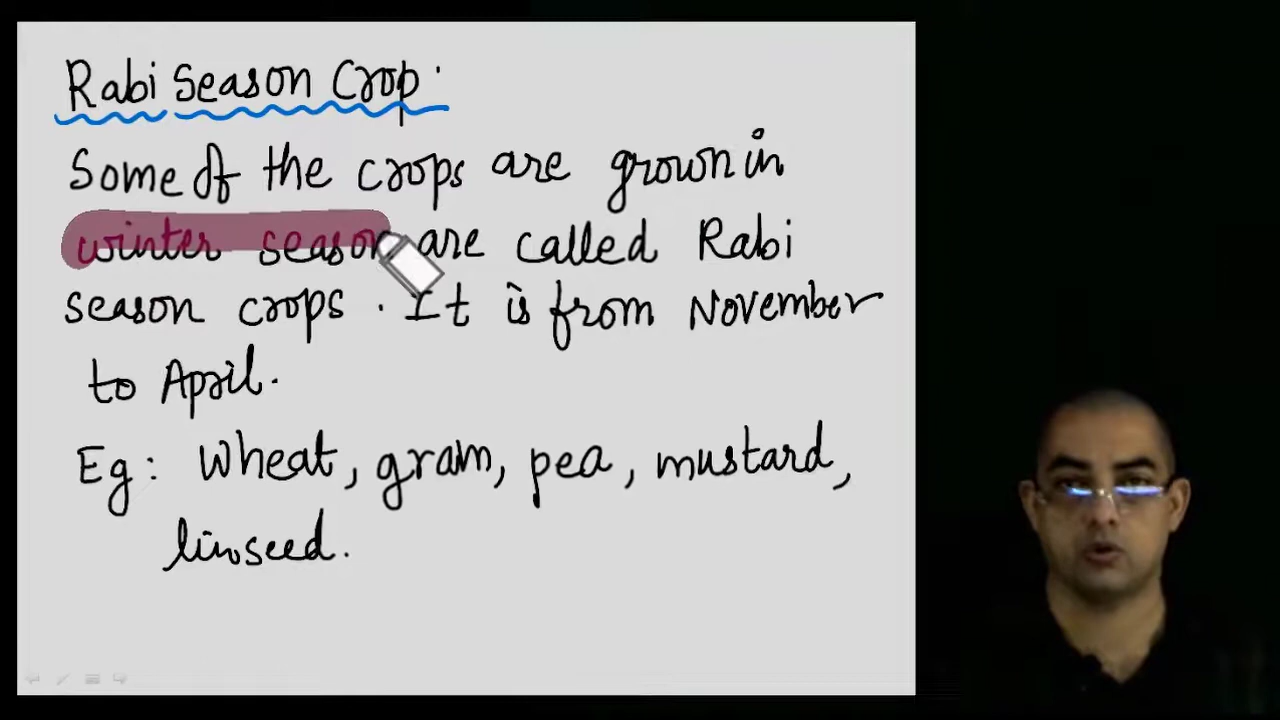 Rabi Season Crop.
Some of the crops are grown in
winter season are called Rabi
season crops. It is from November
to April.
Eg: Wheat, gram, pea, mustard,
linseed.